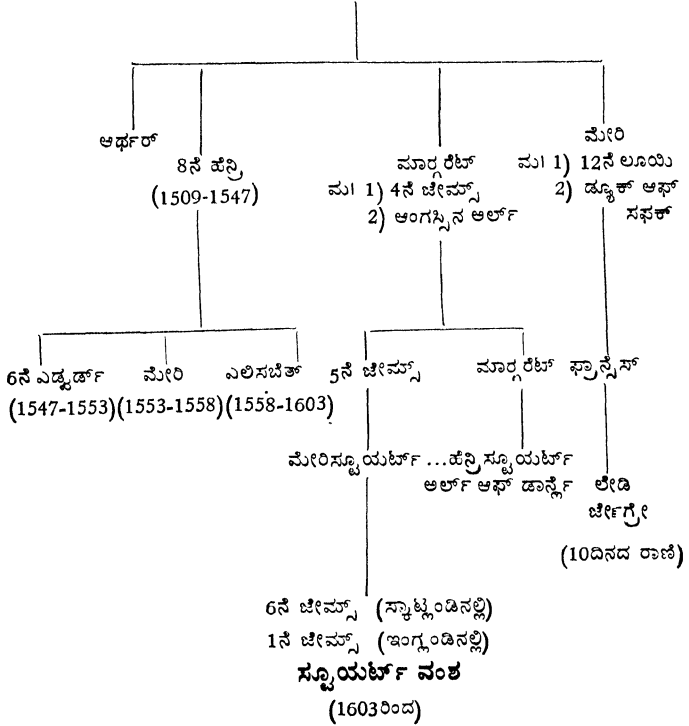 ಆರ್ಥರ್
8ನೆ ಹೆನ್ರಿ
(1509-1547)
ಮಾರ್ಗರೆಟ್
ಮ। 1) 4ನೆ ಜೇಮ್ಸ್
2) ಆಂಗಸ್ಸಿನ ಅರ್ಲ್
ಮೇರಿ
ಮ। 1) 12ನೆ ಲೂಯಿ
2) ಡ್ಯೂಕ್ ಆಫ್
ಸಫಕ್
6ನೆ ಎಡ್ವರ್ಡ್
(1547-1553)
ಮೇರಿ
(1553-1558)
ಎಲಿಸಬೆತ್
(1558-1603)
5ನೆ ಜೇಮ್ಸ್
ಮಾರ್ಗರೆಟ್
ಫ್ರಾನ್ಸೆಸ್
ಮೇರಿಸ್ಟೂಯರ್ಟ್ ...ಹೆನ್ರಿಸ್ಟೂಯರ್ಟ್
ಅರ್ಲ್ ಆಫ್ ಡಾರ್ನ್ಲೆ
ಲೇಡಿ
ಜೇನ್‌ಗ್ರೇ
(10ದಿನದ ರಾಣಿ)
6ನೆ ಜೇಮ್ಸ್ (ಸ್ಕಾಟ್ಲಂಡಿನಲ್ಲಿ)
1ನೆ ಜೇಮ್ಸ್ (ಇಂಗ್ಲಂಡಿನಲ್ಲಿ)
ಸ್ಟೂಯರ್ಟ್ ವಂಶ
(1603ರಿಂದ)